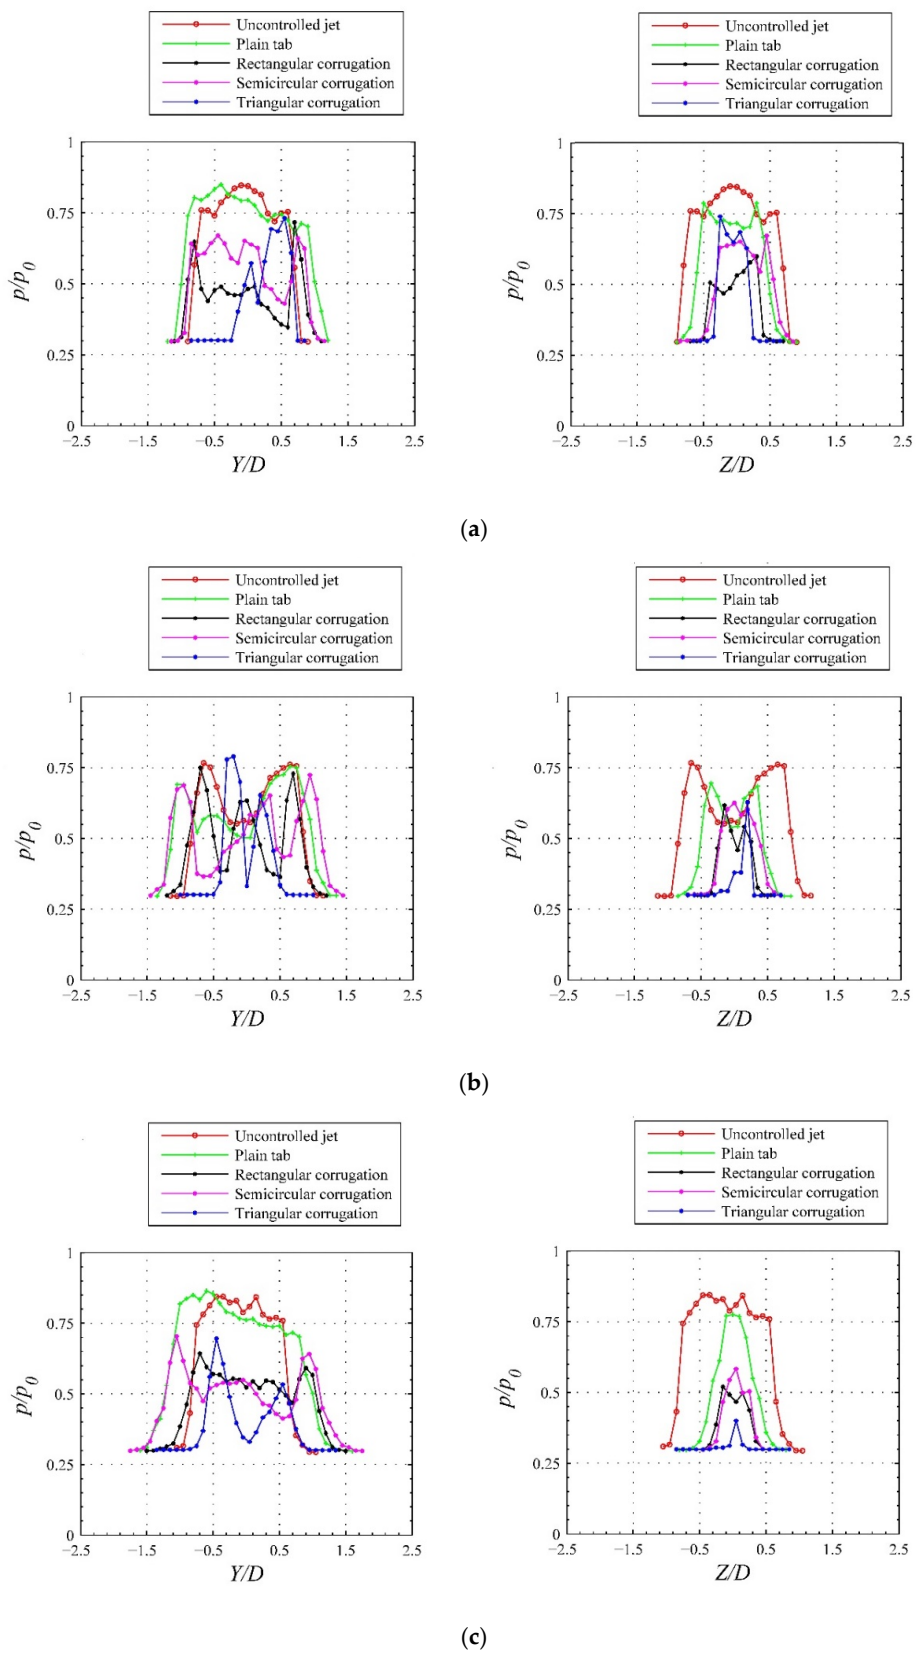 Uncontrolled jet
Plain tab
Rectangular corrugation
Semicircular corrugation
Triangular corrugation
1
0.75
0.5
0.25
0
−2.5 −1.5 −0.5 0.5 1.5 2.5
p/p0
Y/D
Uncontrolled jet
Plain tab
Rectangular corrugation
Semicircular corrugation
Triangular corrugation
1
0.75
0.5
0.25
0
−2.5 −1.5 −0.5 0.5 1.5 2.5
p/p0
Z/D
(a)
Uncontrolled jet
Plain tab
Rectangular corrugation
Semicircular corrugation
Triangular corrugation
1
0.75
0.5
0.25
0
−2.5 −1.5 −0.5 0.5 1.5 2.5
p/p0
Y/D
Uncontrolled jet
Plain tab
Rectangular corrugation
Semicircular corrugation
Triangular corrugation
1
0.75
0.5
0.25
0
−2.5 −1.5 −0.5 0.5 1.5 2.5
p/p0
Z/D
(b)
Uncontrolled jet
Plain tab
Rectangular corrugation
Semicircular corrugation
Triangular corrugation
1
0.75
0.5
0.25
0
−2.5 −1.5 −0.5 0.5 1.5 2.5
p/p0
Y/D
Uncontrolled jet
Plain tab
Rectangular corrugation
Semicircular corrugation
Triangular corrugation
1
0.75
0.5
0.25
0
−2.5 −1.5 −0.5 0.5 1.5 2.5
p/p0
Z/D
(c)